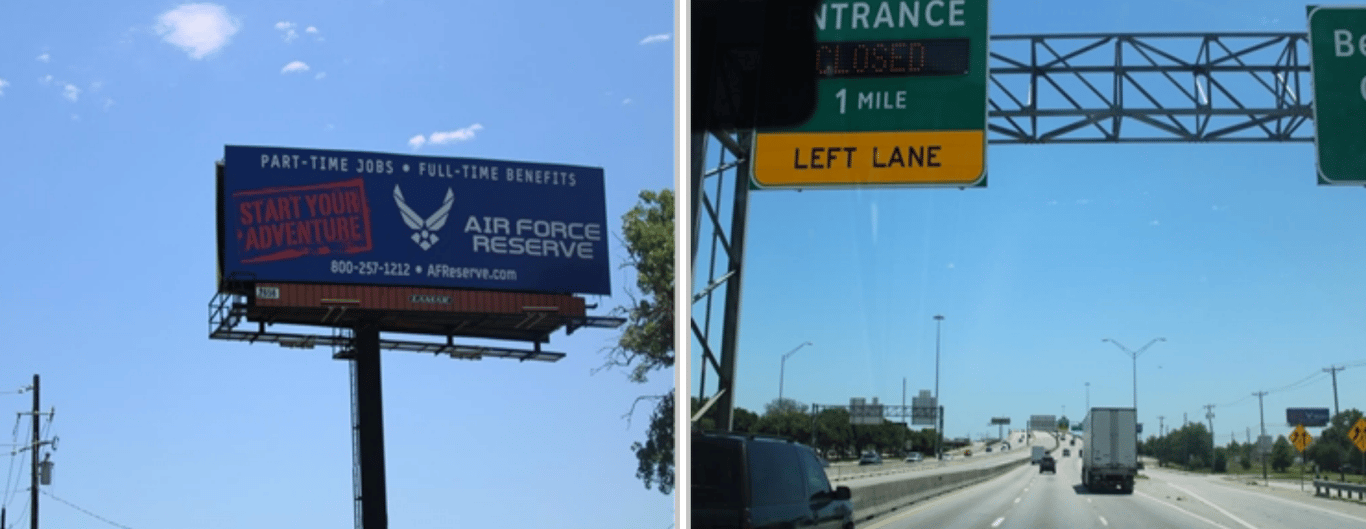 PART-TIME JOBS • FULL-TIME BENEFITS
START YOUR
ADVENTURE
AIR FORCE
RESERVE
800-257-1212 • AFReserve.com
LAMAR
NTRANCE
CLOSED
1 MILE
LEFT LANE
Be